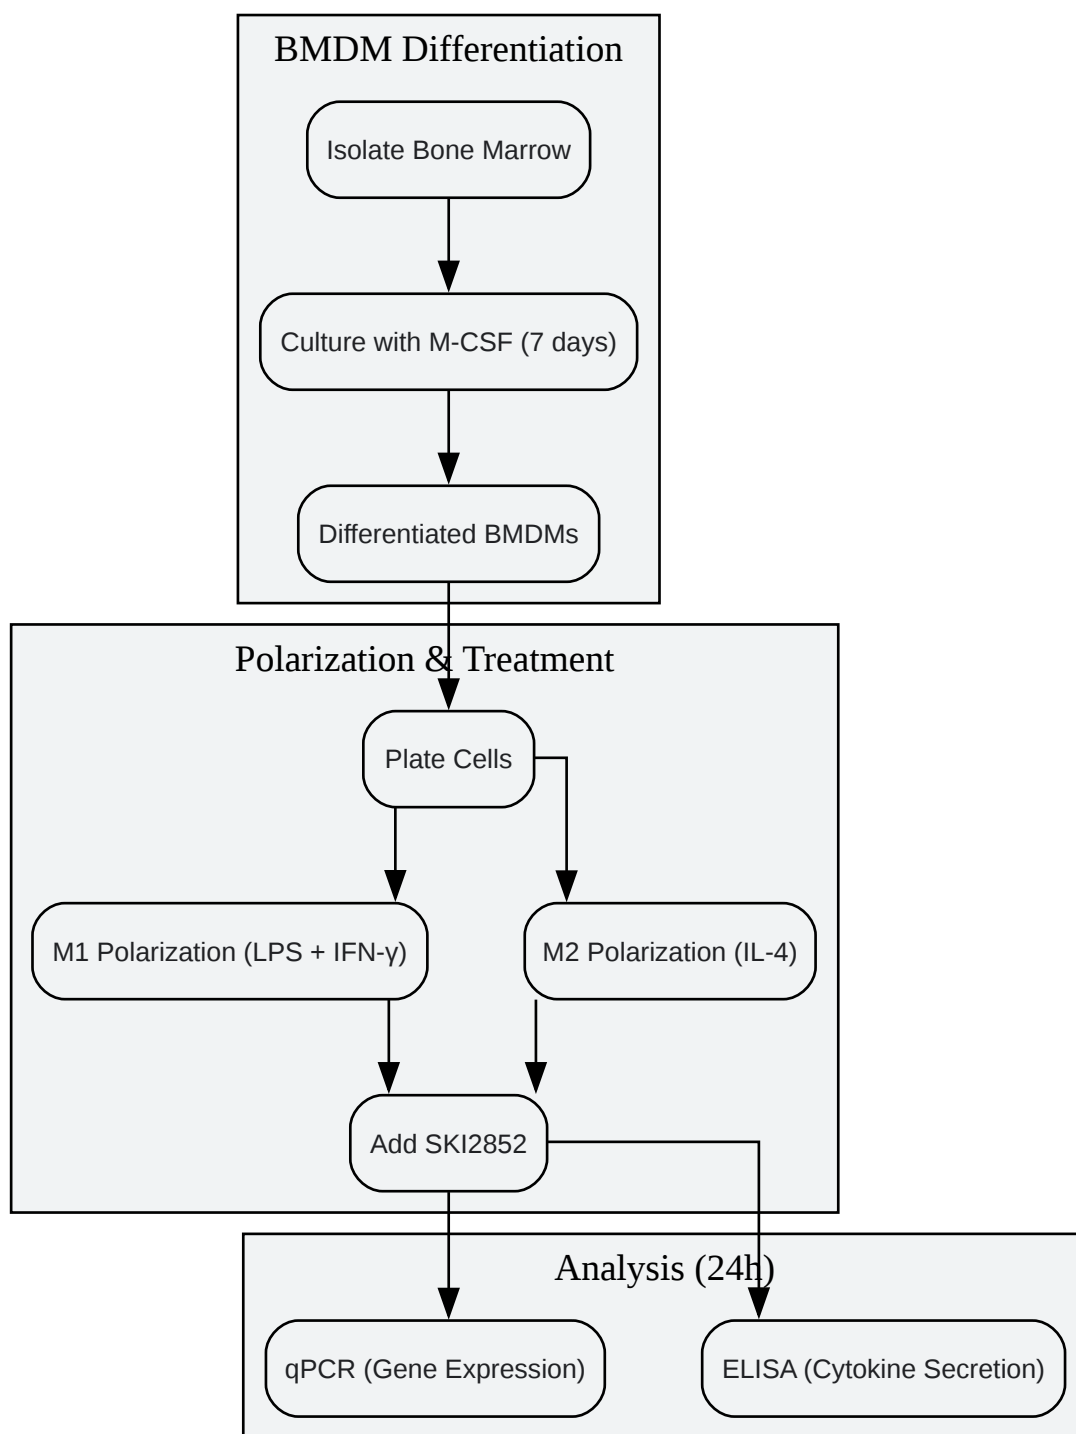 BMDM Differentiation
Isolate Bone Marrow
Culture with M-CSF (7 days)
Differentiated BMDMs
Polarization & Treatment
Plate Cells
M1 Polarization (LPS + IFN-γ)
M2 Polarization (IL-4)
Add SKI2852
Analysis (24h)
qPCR (Gene Expression)
ELISA (Cytokine Secretion)